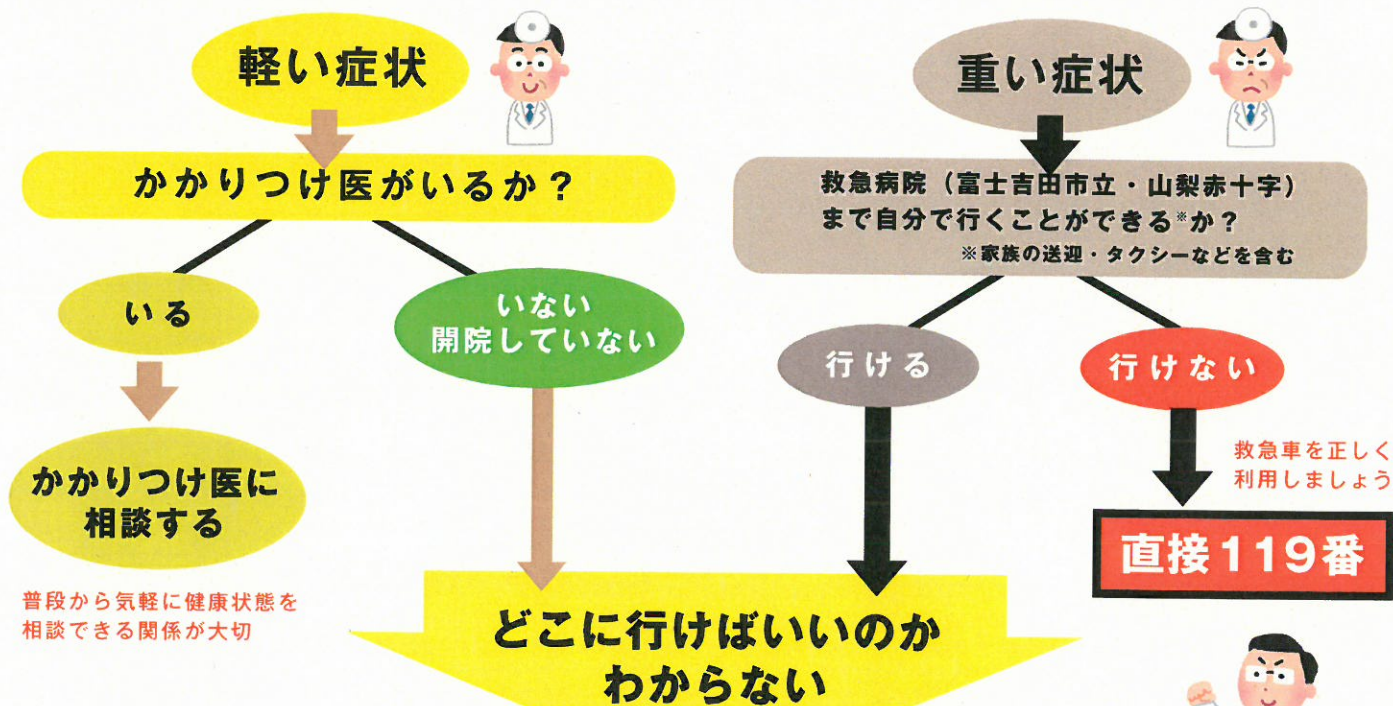 軽い症状
かかりつけ医がいるか？
いる
いない
開院していない
かかりつけ医に
相談する
普段から気軽に健康状態を
相談できる関係が大切
重い症状
救急病院（富士吉田市立・山梨赤十字）
まで自分で行くことができる※か？
※家族の送迎・タクシーなどを含む
行ける
行けない
救急車を正しく
利用しましょう
直接119番
どこに行けばいいのか
わからない